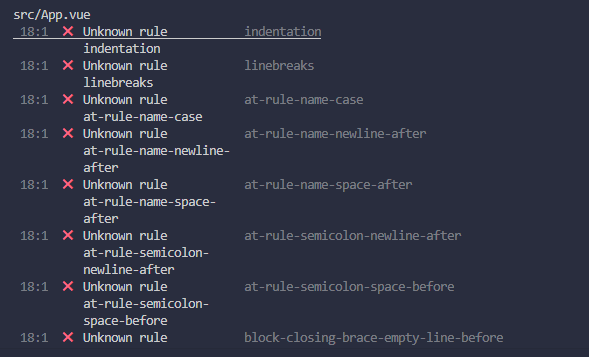 src/App.vue
18:1 ✖ Unknown rule indentation
indentation
18:1 ✖ Unknown rule linebreaks
linebreaks
18:1 ✖ Unknown rule at-rule-name-case
at-rule-name-case
18:1 ✖ Unknown rule at-rule-name-newline-after
at-rule-name-newline-
after
18:1 ✖ Unknown rule at-rule-name-space-after
at-rule-name-space-
after
18:1 ✖ Unknown rule at-rule-semicolon-newline-after
at-rule-semicolon-
newline-after
18:1 ✖ Unknown rule at-rule-semicolon-space-before
at-rule-semicolon-
space-before
18:1 ✖ Unknown rule block-closing-brace-empty-line-before